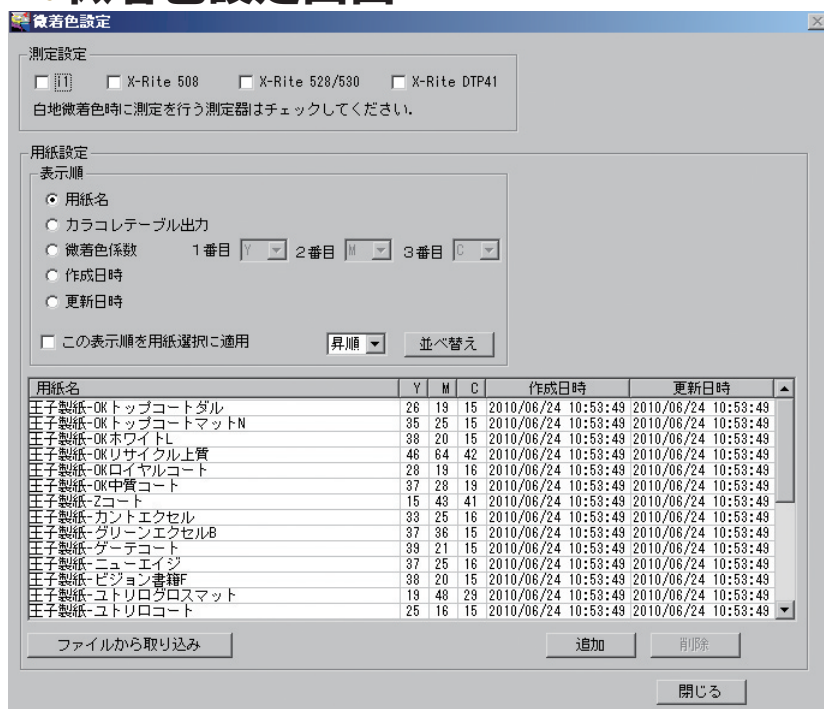 微着色設定
測定設定
i1 X-Rite 508 X-Rite 528/530 X-Rite DTP41
白地微着色時に測定を行う測定器はチェックしてください.
用紙設定
表示順
用紙名
カラコレテーブル出力
微着色係数 1番目 Y 2番目 M 3番目 C
作成日時
更新日時
この表示順を用紙選択に適用 昇順 並べ替え
用紙名 Y M C 作成日時 更新日時
王子製紙-OKトップコートダル 26 19 15 2010/06/24 10:53:49 2010/06/24 10:53:49
王子製紙-OKトップコートマットN 35 25 15 2010/06/24 10:53:49 2010/06/24 10:53:49
王子製紙-OKホワイトL 38 20 15 2010/06/24 10:53:49 2010/06/24 10:53:49
王子製紙-OKリサイクル上質 46 64 42 2010/06/24 10:53:49 2010/06/24 10:53:49
王子製紙-OKロイヤルコート 28 19 16 2010/06/24 10:53:49 2010/06/24 10:53:49
王子製紙-OK中質コート 37 28 19 2010/06/24 10:53:49 2010/06/24 10:53:49
王子製紙-Zコート 15 43 41 2010/06/24 10:53:49 2010/06/24 10:53:49
王子製紙-カントエクセル 33 25 16 2010/06/24 10:53:49 2010/06/24 10:53:49
王子製紙-グリーンエクセルB 37 36 15 2010/06/24 10:53:49 2010/06/24 10:53:49
王子製紙-ゲーテコート 39 21 15 2010/06/24 10:53:49 2010/06/24 10:53:49
王子製紙-ニューエイジ 37 25 16 2010/06/24 10:53:49 2010/06/24 10:53:49
王子製紙-ビジョン書籍F 38 20 15 2010/06/24 10:53:49 2010/06/24 10:53:49
王子製紙-ユトリログロスマット 19 48 29 2010/06/24 10:53:49 2010/06/24 10:53:49
王子製紙-ユトリロコート 25 16 15 2010/06/24 10:53:49 2010/06/24 10:53:49
ファイルから取り込み 追加 削除
閉じる